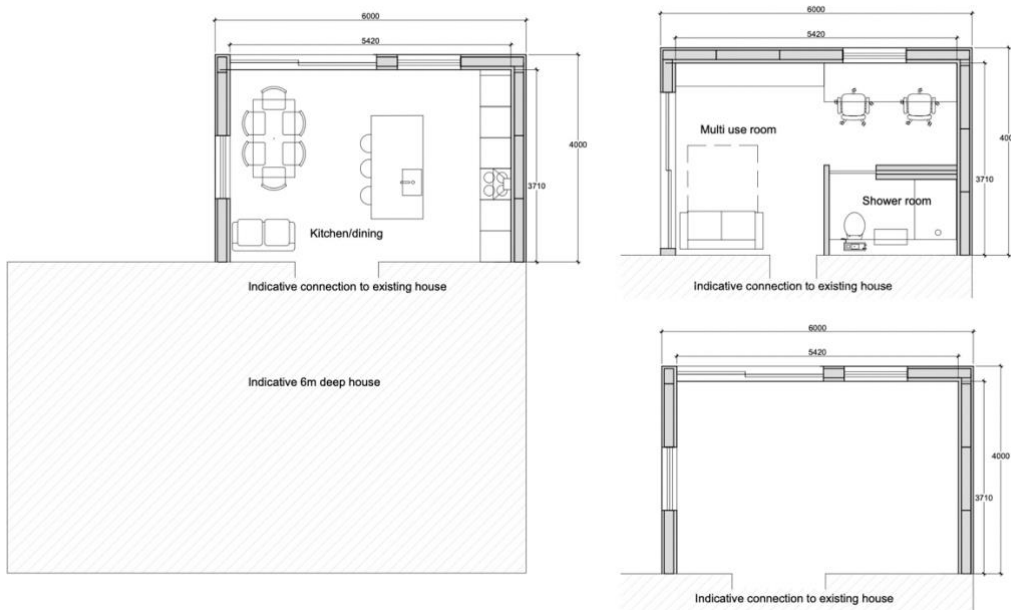 6000
5420
4000
3710
Kitchen/dining
Indicative connection to existing house
Indicative 6m deep house
6000
5420
400
3710
Multi use room
Shower room
Indicative connection to existing house
6000
5420
4000
3710
Indicative connection to existing house